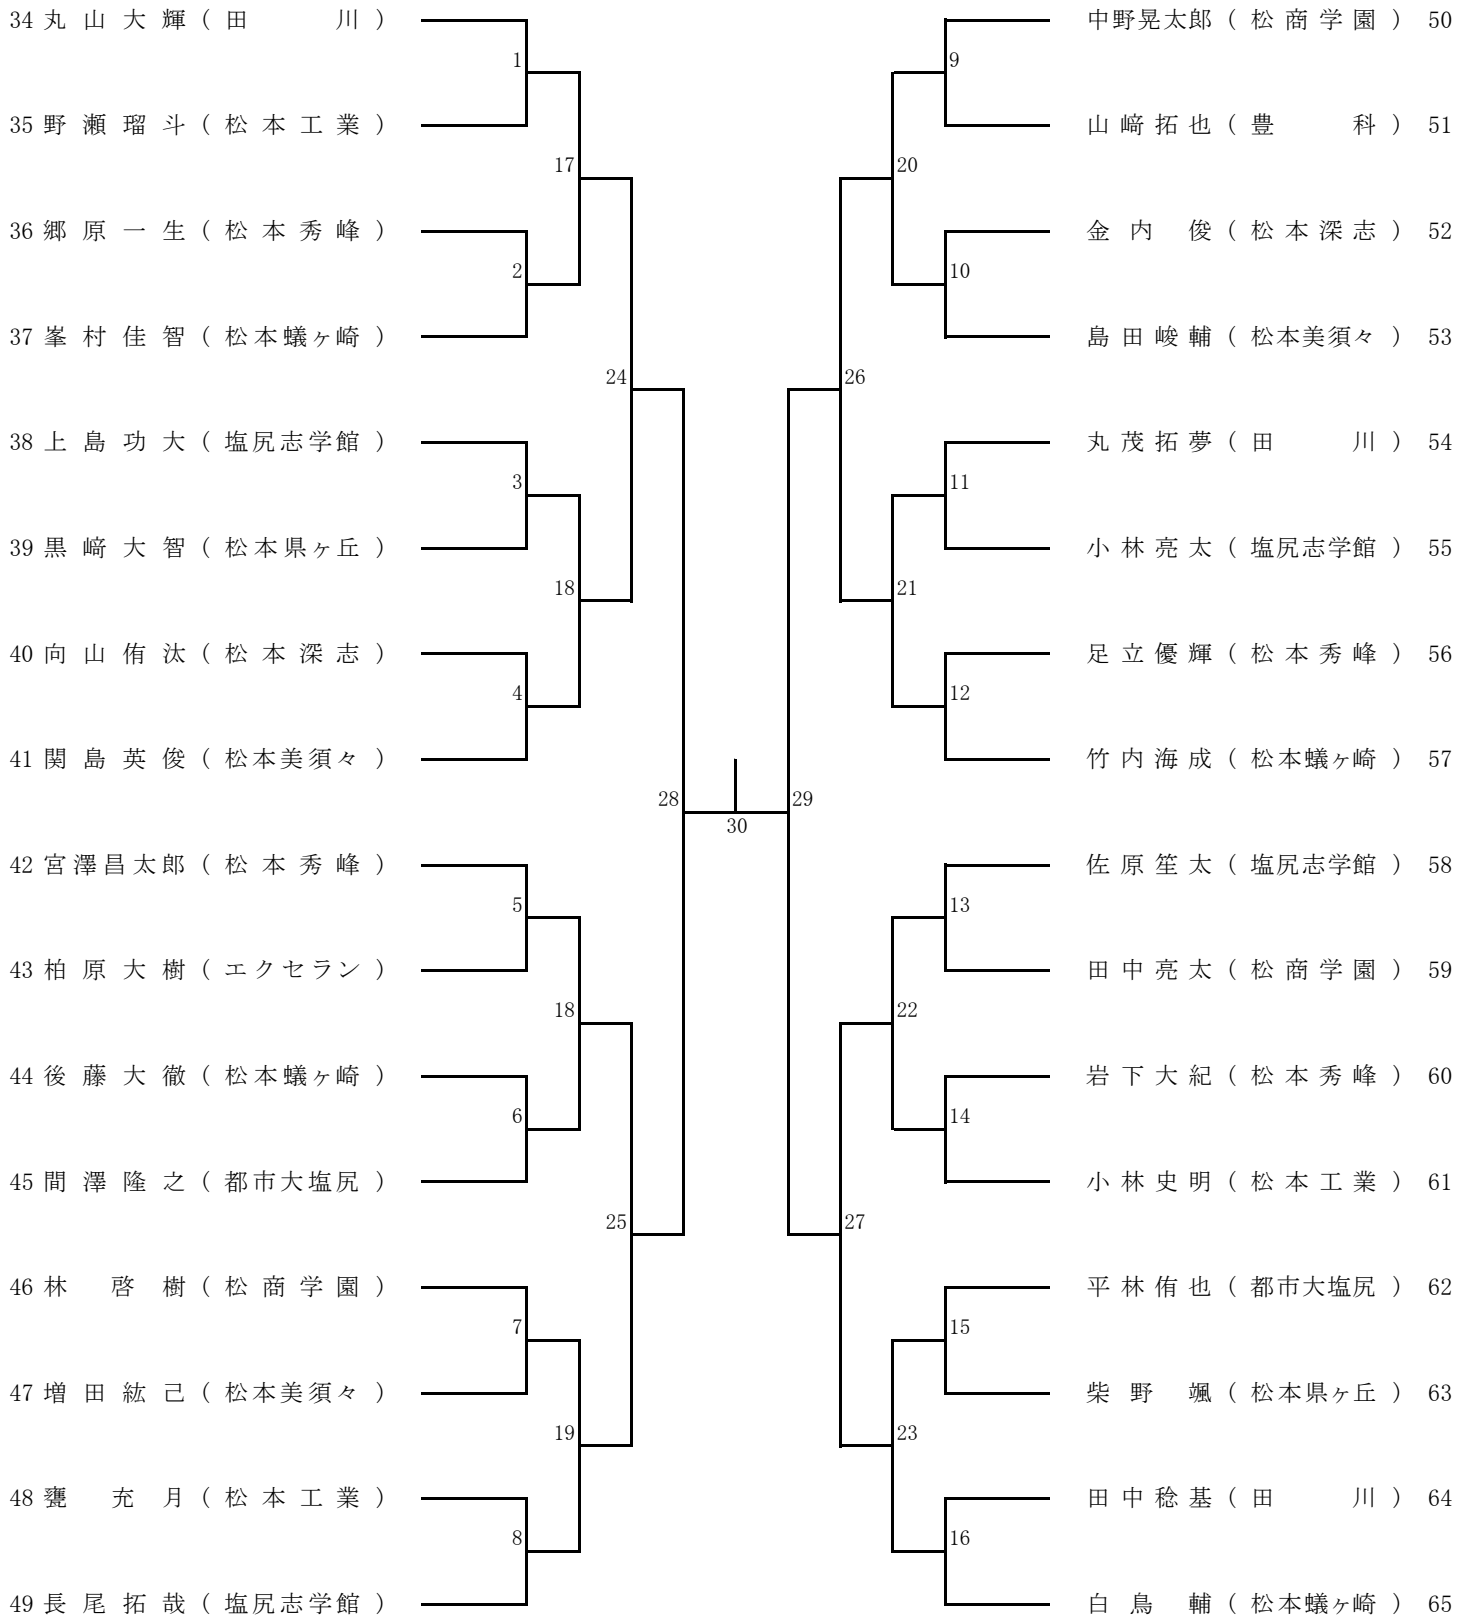 34 丸山大輝 ( 田川 )
1
35 野瀬瑠斗 ( 松本工業 )
17
36 郷原一生 ( 松本秀峰 )
2
37 峯村佳智 ( 松本蟻ヶ崎 )
24
38 上島功大 ( 塩尻志学館 )
3
39 黒﨑大智 ( 松本県ヶ丘 )
18
40 向山侑汰 ( 松本深志 )
4
41 関島英俊 ( 松本美須々 )
28
42 宮澤昌太郎 ( 松本秀峰 )
5
43 柏原大樹 ( エクセラン )
18
44 後藤大徹 ( 松本蟻ヶ崎 )
6
45 間澤隆之 ( 都市大塩尻 )
25
46 林啓樹 ( 松商学園 )
7
47 増田紘己 ( 松本美須々 )
19
48 甕充月 ( 松本工業 )
8
49 長尾拓哉 ( 塩尻志学館 )
30
中野晃太郎 ( 松商学園 ) 50
9
山﨑拓也 ( 豊科 ) 51
20
金内俊 ( 松本深志 ) 52
10
島田峻輔 ( 松本美須々 ) 53
26
丸茂拓夢 ( 田川 ) 54
11
小林亮太 ( 塩尻志学館 ) 55
21
足立優輝 ( 松本秀峰 ) 56
12
竹内海成 ( 松本蟻ヶ崎 ) 57
29
佐原笙太 ( 塩尻志学館 ) 58
13
田中亮太 ( 松商学園 ) 59
22
岩下大紀 ( 松本秀峰 ) 60
14
小林史明 ( 松本工業 ) 61
27
平林侑也 ( 都市大塩尻 ) 62
15
柴野颯 ( 松本県ヶ丘 ) 63
23
田中稔基 ( 田川 ) 64
16
白鳥輔 ( 松本蟻ヶ崎 ) 65